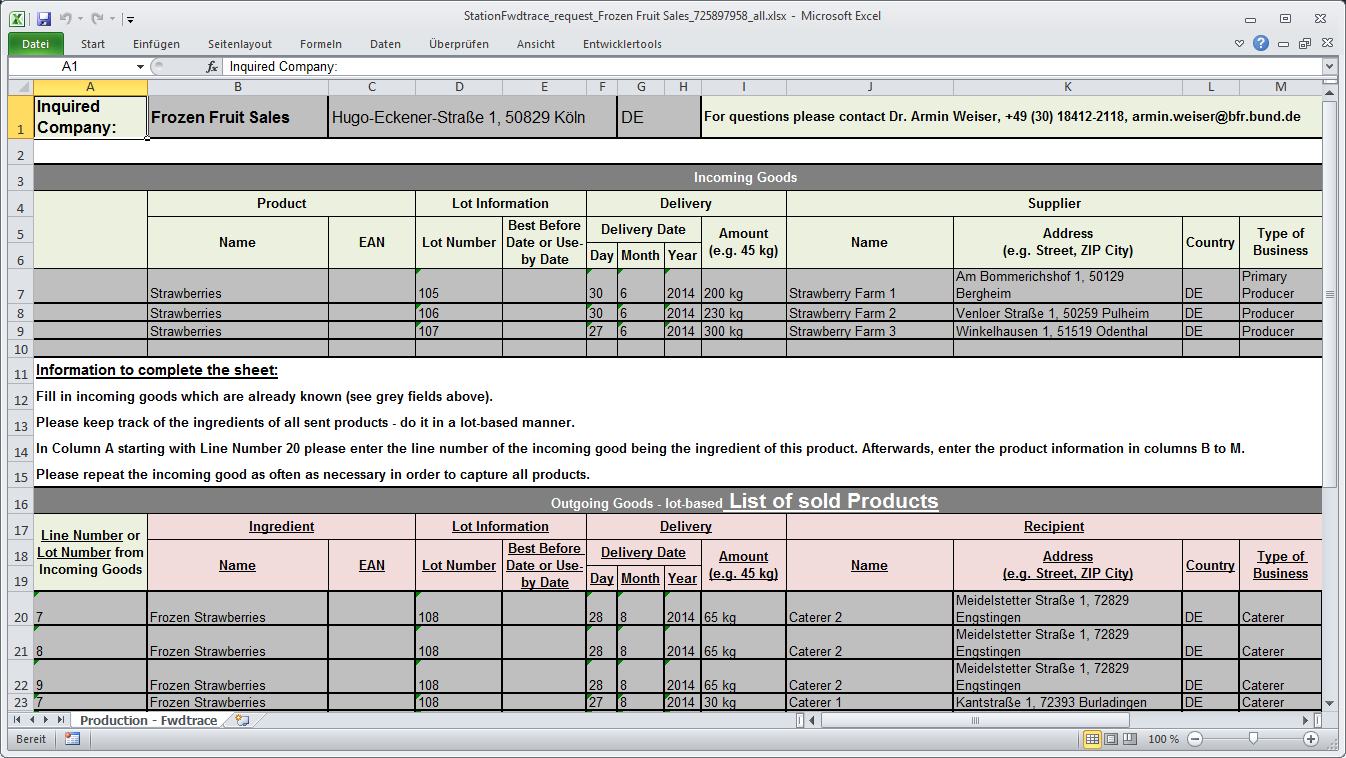 StationFwdtrace_request_Frozen Fruit Sales_725897958_all.xlsx - Microsoft Excel
Datei Start Einfügen Seitenlayout Formeln Daten Überprüfen Ansicht Entwicklertools
A1 fx Inquired Company:
A B C D E F G H I J K L M
1 Inquired Company: Frozen Fruit Sales Hugo-Eckener-Straße 1, 50829 Köln DE For questions please contact Dr. Armin Weiser, +49 (30) 18412-2118, armin.weiser@bfr.bund.de
2
3 Incoming Goods
4 Product Lot Information Delivery Supplier
5 Name EAN Lot Number Best Before Date or Use-by Date Delivery Date Amount (e.g. 45 kg) Name Address (e.g. Street, ZIP City) Country Type of Business
6 Day Month Year
7 Strawberries 105 30 6 2014 200 kg Strawberry Farm 1 Am Bommerichshof 1, 50129 Bergheim DE Primary Producer
8 Strawberries 106 30 6 2014 230 kg Strawberry Farm 2 Venloer Straße 1, 50259 Pulheim DE Producer
9 Strawberries 107 27 6 2014 300 kg Strawberry Farm 3 Winkelhausen 1, 51519 Odenthal DE Producer
10
11 Information to complete the sheet:
12 Fill in incoming goods which are already known (see grey fields above).
13 Please keep track of the ingredients of all sent products - do it in a lot-based manner.
14 In Column A starting with Line Number 20 please enter the line number of the incoming good being the ingredient of this product. Afterwards, enter the product information in columns B to M.
15 Please repeat the incoming good as often as necessary in order to capture all products.
16 Outgoing Goods - lot-based List of sold Products
17 Line Number or Lot Number from Incoming Goods Ingredient Lot Information Delivery Recipient
18 Name EAN Lot Number Best Before Date or Use-by Date Delivery Date Amount (e.g. 45 kg) Name Address (e.g. Street, ZIP City) Country Type of Business
19 Day Month Year
20 7 Frozen Strawberries 108 28 8 2014 65 kg Caterer 2 Meidelstetter Straße 1, 72829 Engstingen DE Caterer
21 8 Frozen Strawberries 108 28 8 2014 65 kg Caterer 2 Meidelstetter Straße 1, 72829 Engstingen DE Caterer
22 9 Frozen Strawberries 108 28 8 2014 65 kg Caterer 2 Meidelstetter Straße 1, 72829 Engstingen DE Caterer
23 7 Frozen Strawberries 108 27 8 2014 30 kg Caterer 1 Kantstraße 1, 72393 Burladingen DE Caterer
Production - Fwdtrace
Bereit 100 %